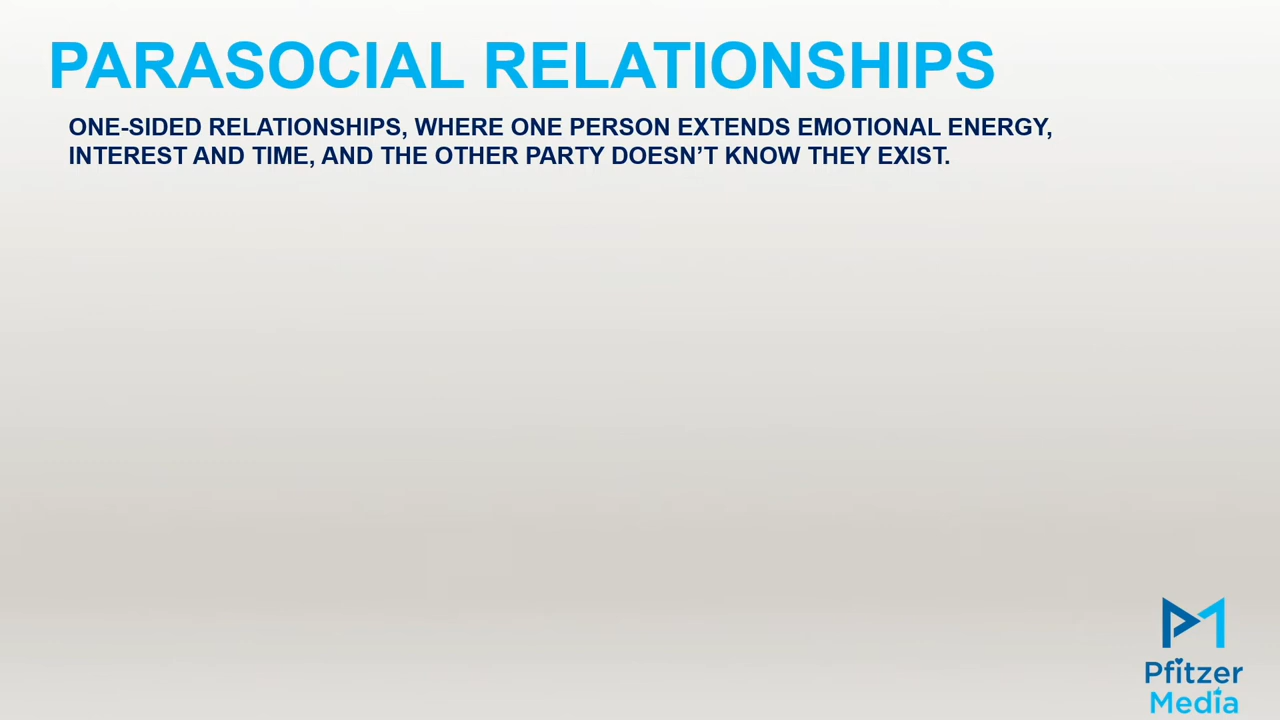 PARASOCIAL RELATIONSHIPS
ONE-SIDED RELATIONSHIPS, WHERE ONE PERSON EXTENDS EMOTIONAL ENERGY,
INTEREST AND TIME, AND THE OTHER PARTY DOESN’T KNOW THEY EXIST.
PM
Pfitzer
Media